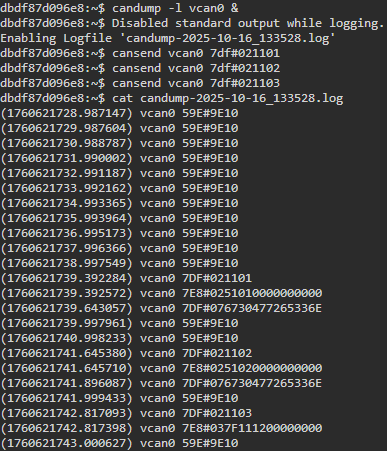 dbdf87d096e8:~$ candump -l vcan0 &
dbdf87d096e8:~$ Disabled standard output while logging.
Enabling Logfile 'candump-2025-10-16_133528.log'
dbdf87d096e8:~$ cansend vcan0 7df#021101
dbdf87d096e8:~$ cansend vcan0 7df#021102
dbdf87d096e8:~$ cansend vcan0 7df#021103
dbdf87d096e8:~$ cat candump-2025-10-16_133528.log
(1760621728.987147) vcan0 59E#9E10
(1760621729.987604) vcan0 59E#9E10
(1760621730.988787) vcan0 59E#9E10
(1760621731.990002) vcan0 59E#9E10
(1760621732.991187) vcan0 59E#9E10
(1760621733.992162) vcan0 59E#9E10
(1760621734.993365) vcan0 59E#9E10
(1760621735.993964) vcan0 59E#9E10
(1760621736.995173) vcan0 59E#9E10
(1760621737.996366) vcan0 59E#9E10
(1760621738.997549) vcan0 59E#9E10
(1760621739.392284) vcan0 7DF#021101
(1760621739.392572) vcan0 7E8#0251010000000000
(1760621739.643057) vcan0 7DF#076730477265336E
(1760621739.997961) vcan0 59E#9E10
(1760621740.998233) vcan0 59E#9E10
(1760621741.645380) vcan0 7DF#021102
(1760621741.645710) vcan0 7E8#0251020000000000
(1760621741.896087) vcan0 7DF#076730477265336E
(1760621741.999433) vcan0 59E#9E10
(1760621742.817093) vcan0 7DF#021103
(1760621742.817398) vcan0 7E8#037F111200000000
(1760621743.000627) vcan0 59E#9E10